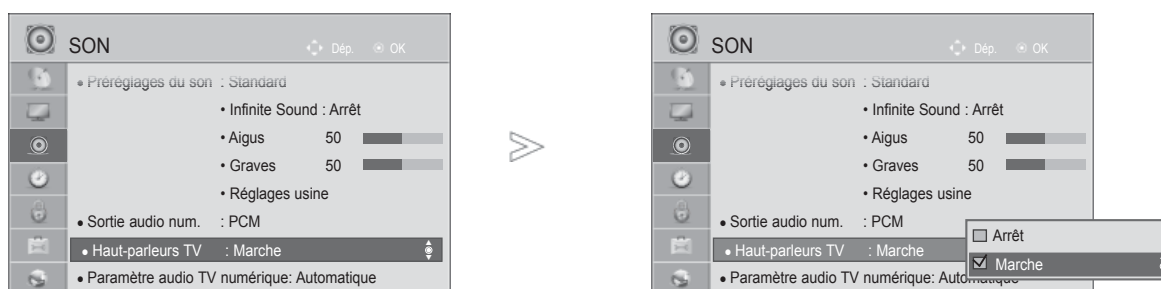 SON Dép. OK
• Préréglages du son : Standard
• Infinite Sound : Arrêt
• Aigus 50
• Graves 50
• Réglages usine
• Sortie audio num. : PCM
• Haut-parleurs TV : Marche
• Paramètre audio TV numérique: Automatique
>
SON Dép. OK
• Préréglages du son : Standard
• Infinite Sound : Arrêt
• Aigus 50
• Graves 50
• Réglages usine
• Sortie audio num. : PCM
• Haut-parleurs TV : Marche
• Paramètre audio TV numérique: Automatique
Arrêt
Marche